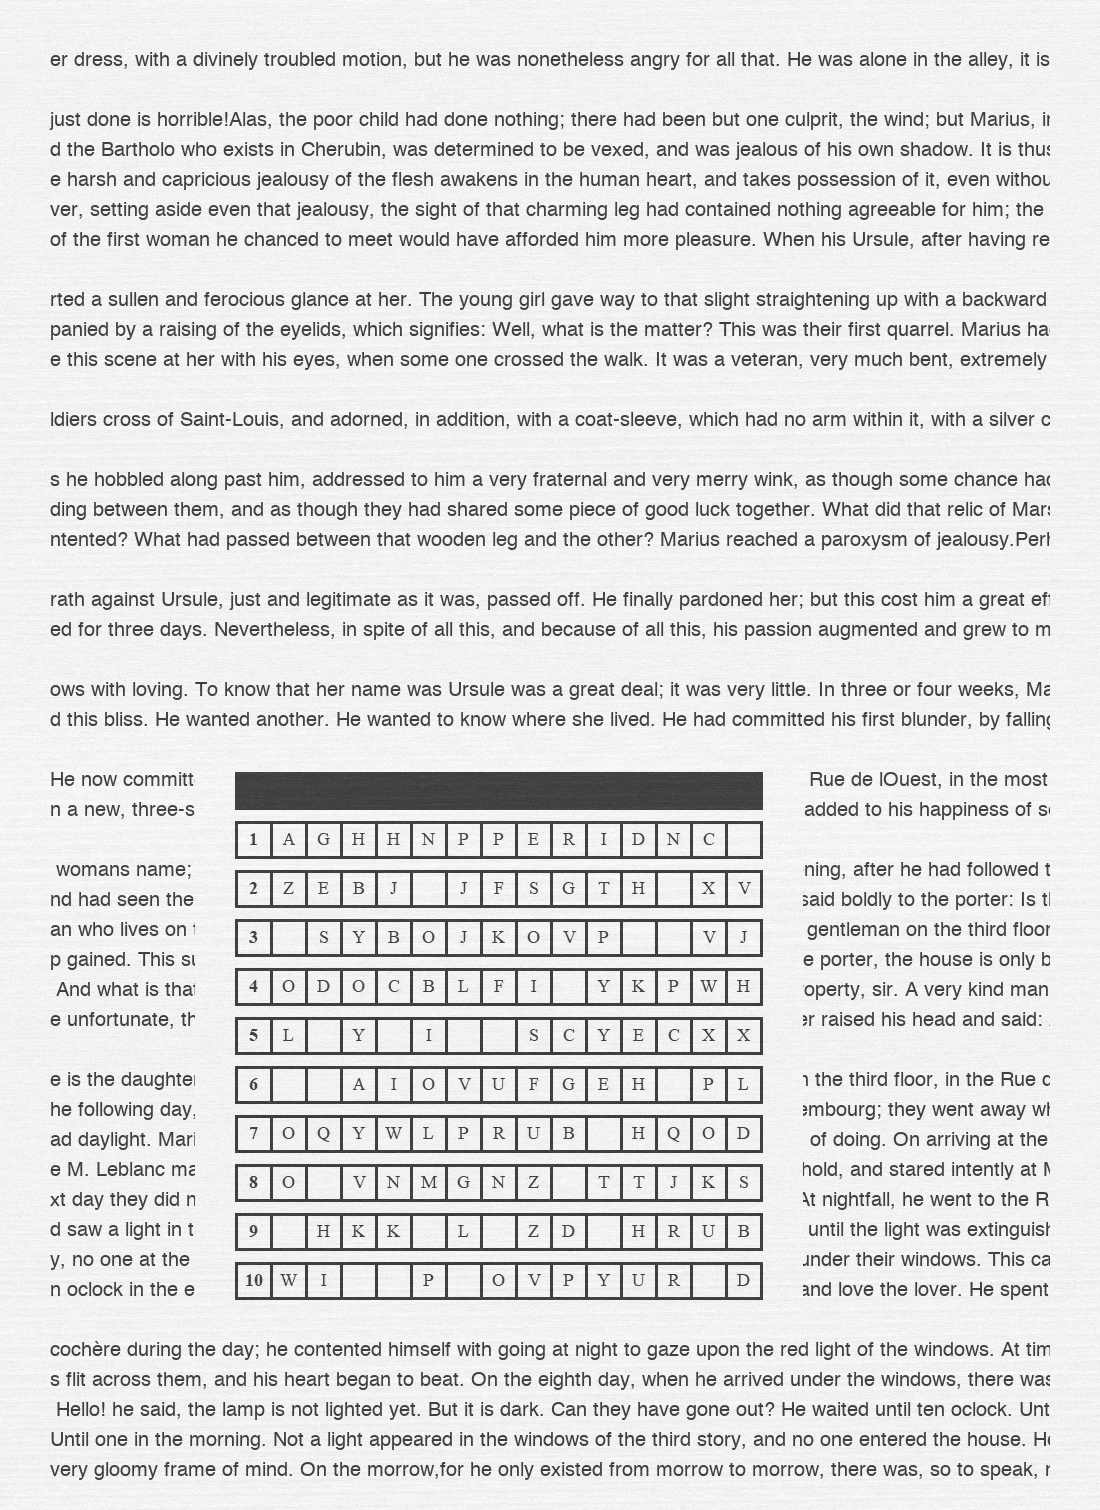 er dress, with a divinely troubled motion, but he was nonetheless angry for all that. He was alone in the alley, it is
just done is horrible!Alas, the poor child had done nothing; there had been but one culprit, the wind; but Marius, in
d the Bartholo who exists in Cherubin, was determined to be vexed, and was jealous of his own shadow. It is thus
e harsh and capricious jealousy of the flesh awakens in the human heart, and takes possession of it, even withou
ver, setting aside even that jealousy, the sight of that charming leg had contained nothing agreeable for him; the
of the first woman he chanced to meet would have afforded him more pleasure. When his Ursule, after having re
rted a sullen and ferocious glance at her. The young girl gave way to that slight straightening up with a backward
panied by a raising of the eyelids, which signifies: Well, what is the matter? This was their first quarrel. Marius ha
e this scene at her with his eyes, when some one crossed the walk. It was a veteran, very much bent, extremely
ldiers cross of Saint-Louis, and adorned, in addition, with a coat-sleeve, which had no arm within it, with a silver c
s he hobbled along past him, addressed to him a very fraternal and very merry wink, as though some chance had
ding between them, and as though they had shared some piece of good luck together. What did that relic of Mars
ntented? What had passed between that wooden leg and the other? Marius reached a paroxysm of jealousy.Perh
rath against Ursule, just and legitimate as it was, passed off. He finally pardoned her; but this cost him a great eff
ed for three days. Nevertheless, in spite of all this, and because of all this, his passion augmented and grew to m
ows with loving. To know that her name was Ursule was a great deal; it was very little. In three or four weeks, Ma
d this bliss. He wanted another. He wanted to know where she lived. He had committed his first blunder, by falling
He now committ
n a new, three-s
womans name;
nd had seen the
an who lives on t
p gained. This su
And what is that
e unfortunate, th
e is the daughter
he following day,
ad daylight. Mari
e M. Leblanc ma
xt day they did n
d saw a light in t
y, no one at the
n oclock in the e
1 A G H H N P P E R I D N C
2 Z E B J J F S G T H X V
3 S Y B O J K O V P V J
4 O D O C B L F I Y K P W H
5 L Y I S C Y E C X X
6 A I O V U F G E H P L
7 O Q Y W L P R U B H Q O D
8 O V N M G N Z T T J K S
9 H K K L Z D H R U B
10 W I P O V P Y U R D
Rue de lOuest, in the most
added to his happiness of se
ning, after he had followed t
said boldly to the porter: Is th
gentleman on the third floor
e porter, the house is only b
operty, sir. A very kind man
er raised his head and said:
n the third floor, in the Rue d
embourg; they went away wh
of doing. On arriving at the
hold, and stared intently at M
At nightfall, he went to the R
until the light was extinguish
under their windows. This ca
and love the lover. He spent
cochère during the day; he contented himself with going at night to gaze upon the red light of the windows. At tim
s flit across them, and his heart began to beat. On the eighth day, when he arrived under the windows, there was
Hello! he said, the lamp is not lighted yet. But it is dark. Can they have gone out? He waited until ten oclock. Unt
Until one in the morning. Not a light appeared in the windows of the third story, and no one entered the house. He
very gloomy frame of mind. On the morrow,for he only existed from morrow to morrow, there was, so to speak,